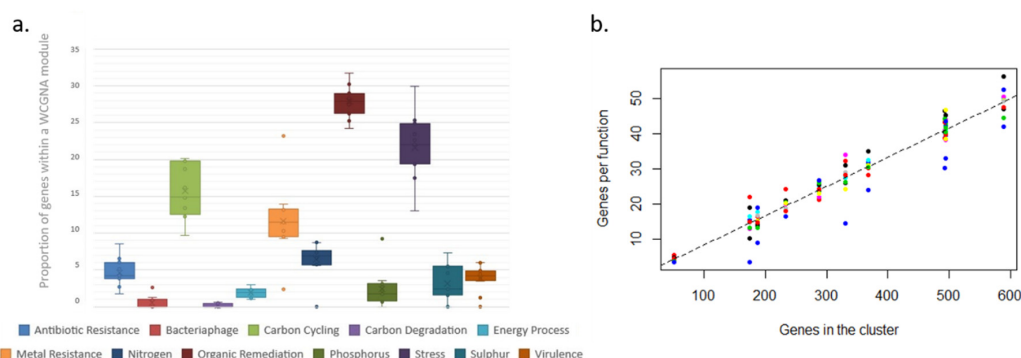 a.
b.
Proportion of genes within a WCGNA module
35
30
25
20
15
10
5
0
Antibiotic Resistance Bacteriaphage Carbon Cycling Carbon Degradation Energy Process
Metal Resistance Nitrogen Organic Remediation Phosphorus Stress Sulphur Virulence
Genes per function
50
40
30
20
10
100 200 300 400 500 600
Genes in the cluster